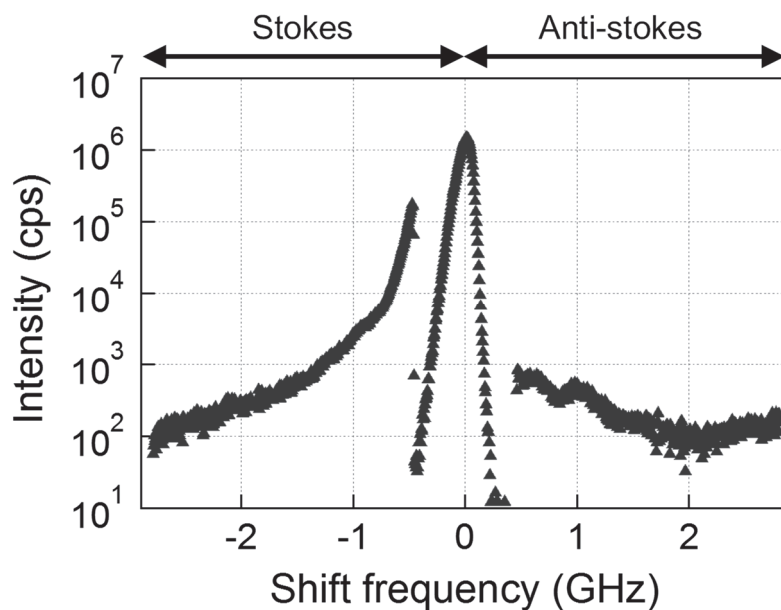 Stokes Anti-stokes
10^7
10^6
10^5
10^4
10^3
10^2
10^1
Intensity (cps)
-2 -1 0 1 2
Shift frequency (GHz)